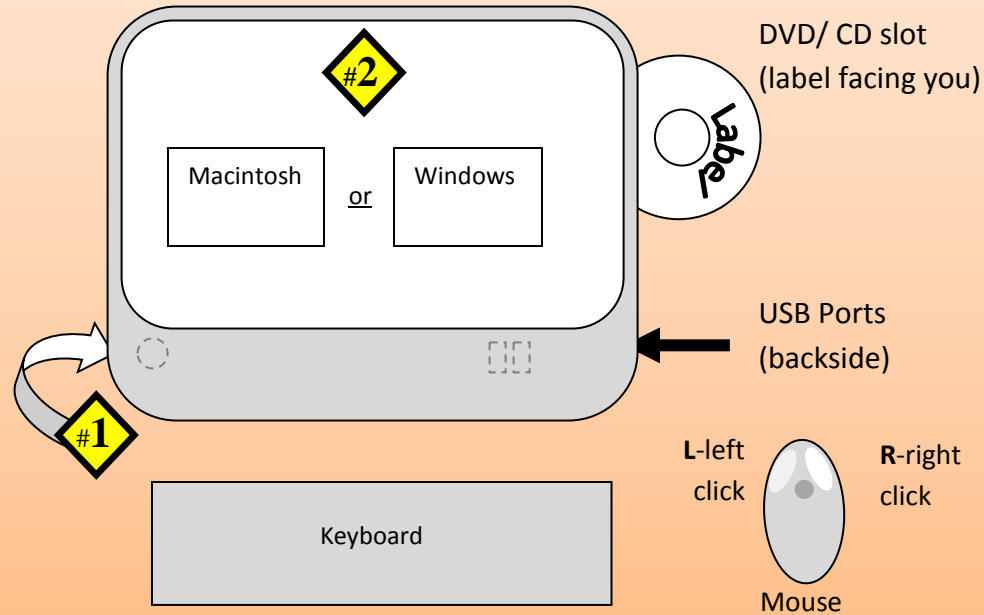 #2
DVD/ CD slot
(label facing you)
Label
Macintosh
or
Windows
USB Ports
(backside)
#1
L-left
click
R-right
click
Keyboard
Mouse